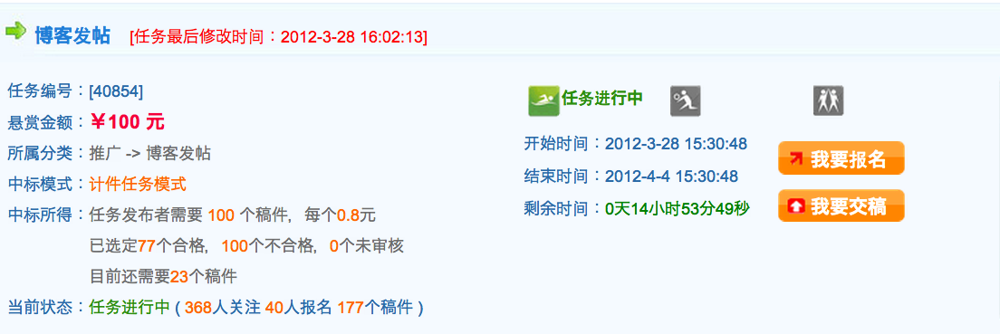 博客发帖 [任务最后修改时间：2012-3-28 16:02:13]
任务编号：[40854]
悬赏金额：￥100 元
所属分类：推广 -> 博客发帖
中标模式：计件任务模式
中标所得：任务发布者需要 100 个稿件，每个0.8元
已选定77个合格，100个不合格，0个未审核
目前还需要23个稿件
当前状态：任务进行中 ( 368人关注 40人报名 177个稿件 )
任务进行中
开始时间：2012-3-28 15:30:48
结束时间：2012-4-4 15:30:48
剩余时间：0天14小时53分49秒
我要报名
我要交稿